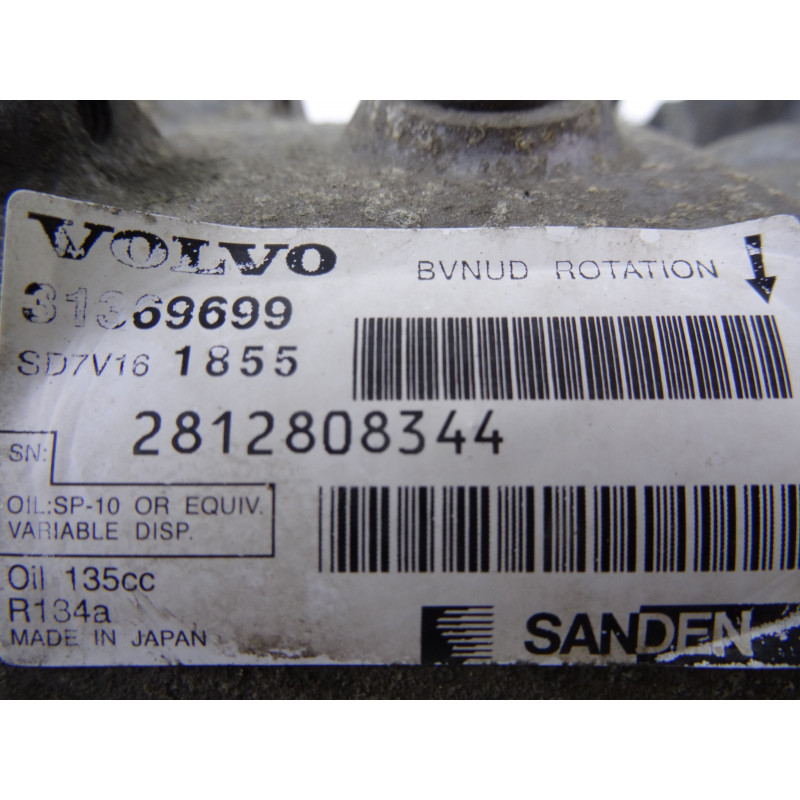 VOLVO
BVNUD ROTATION
31369699
SD7V16 1855
2812808344
SN:
OIL:SP-10 OR EQUIV.
VARIABLE DISP.
Oil 135cc
R134a
MADE IN JAPAN
SANDEN